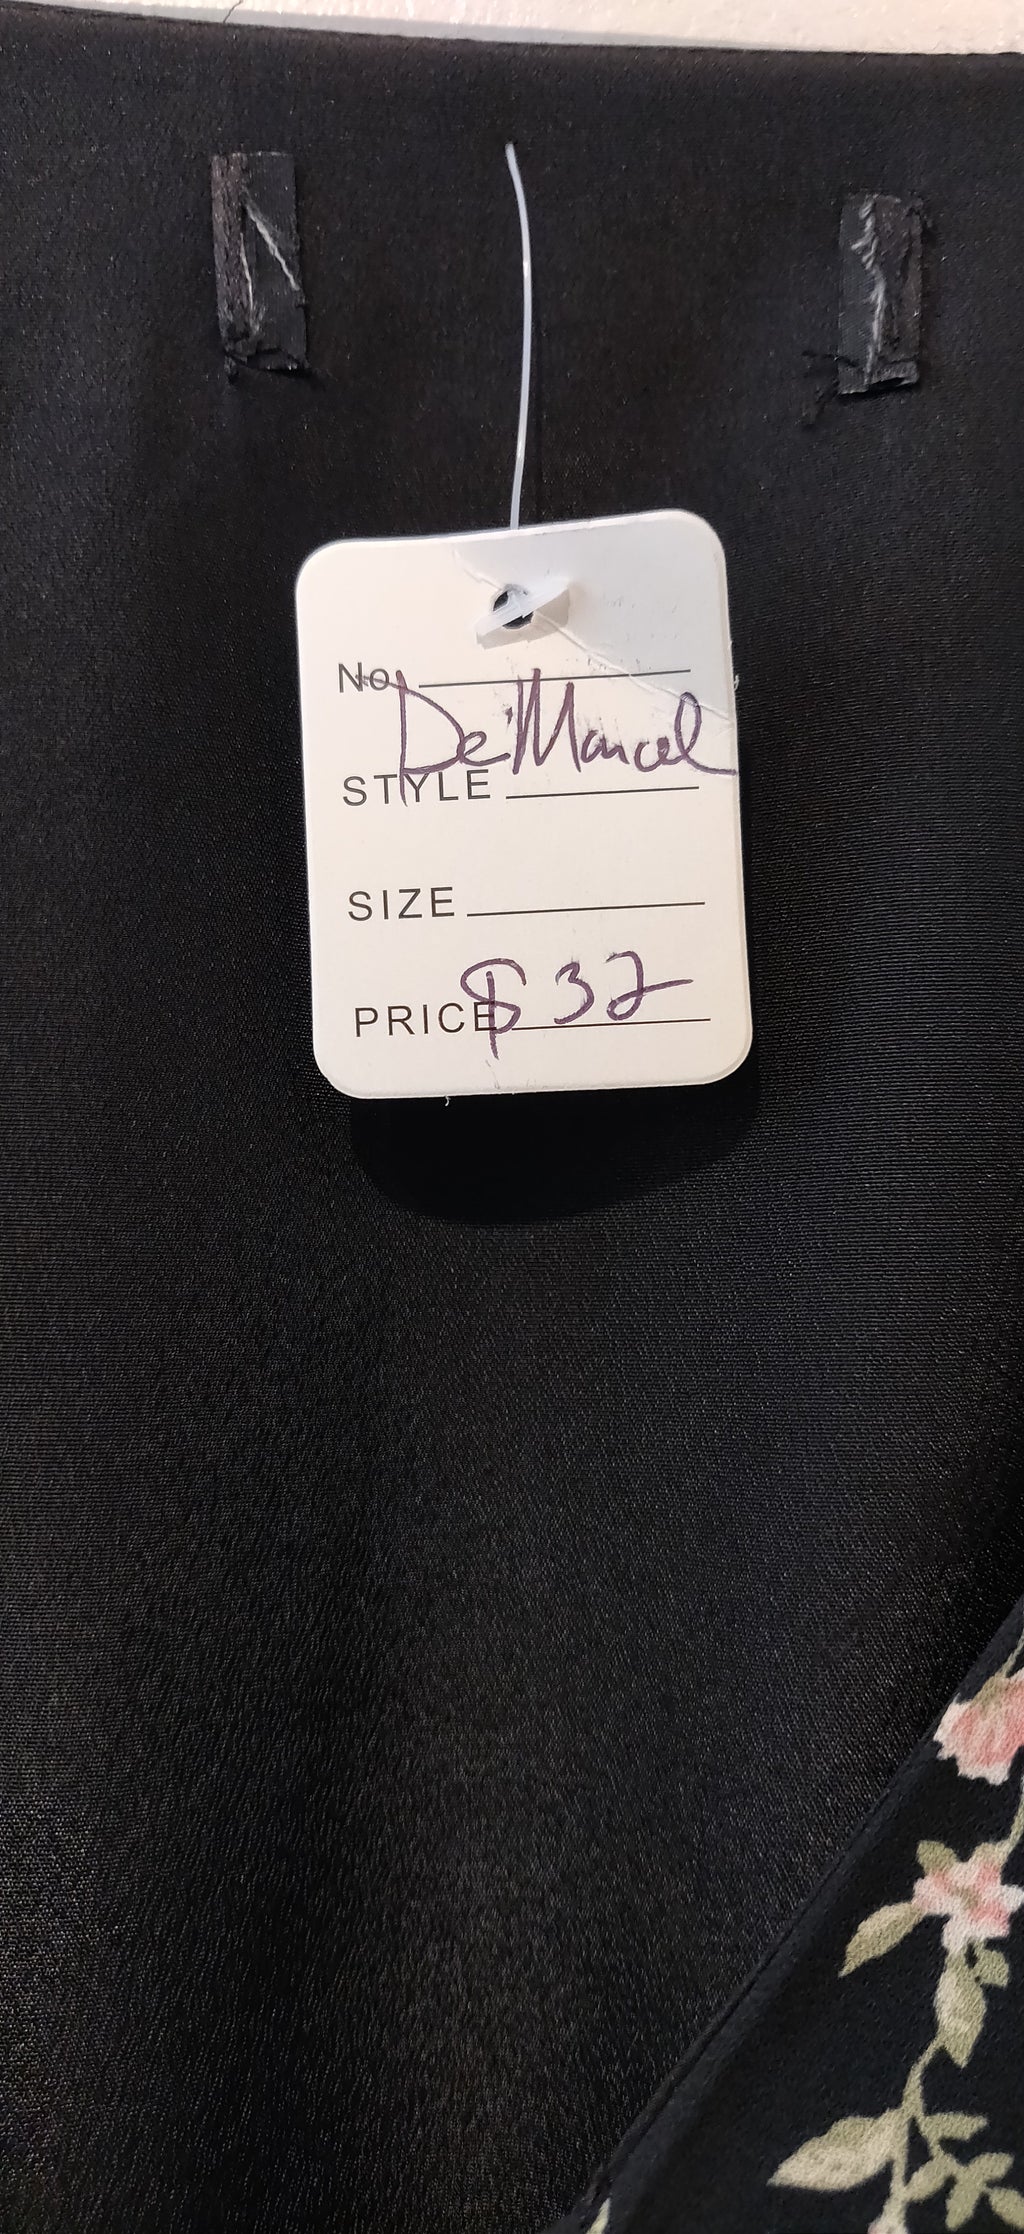 No.
De'Marcel
STYLE
SIZE
PRICE $ 32